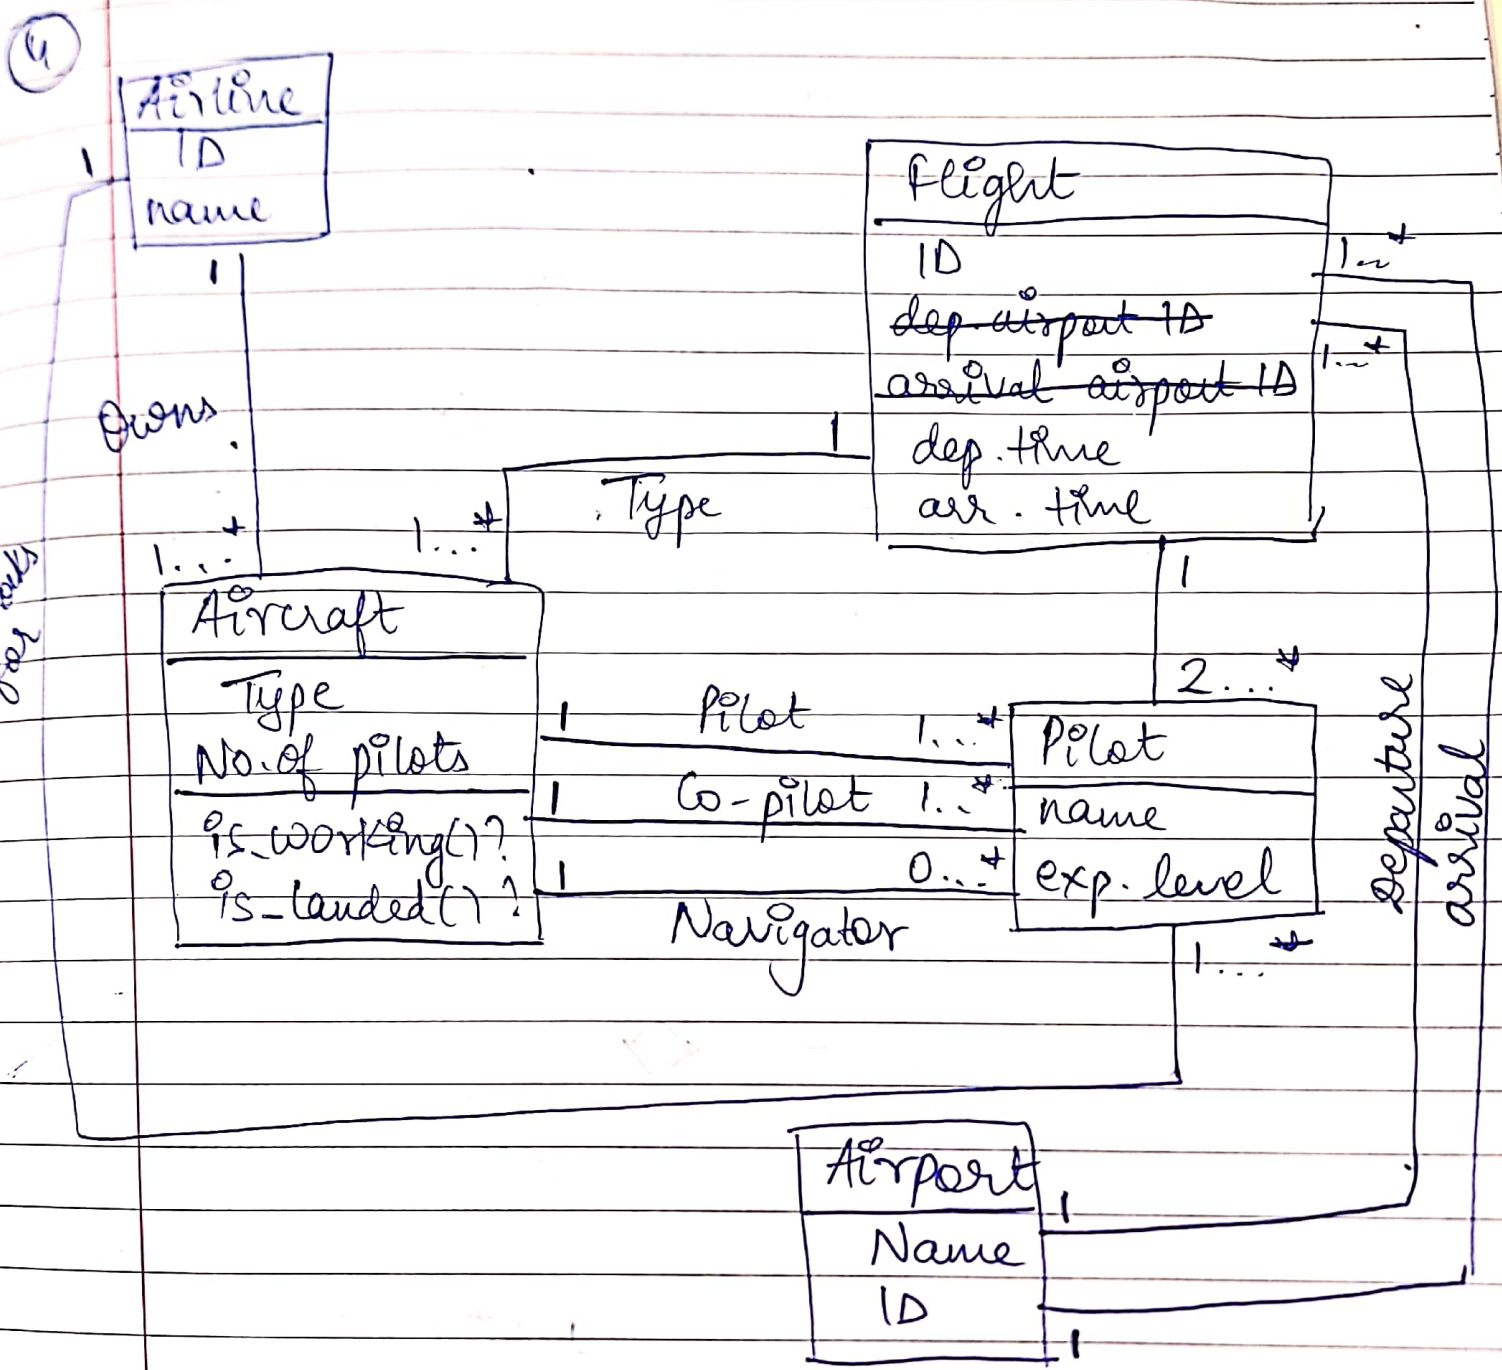 4
Airline
ID
name
1
1
Owns
1...*
Flight
ID
dep. airport ID
arrival airport ID
dep. time
arr. time
1..*
1..*
1
Type
1...*
1
2...*
Aircraft
Type
No. of pilots
is_working()?
is_landed()?
1 Pilot 1...*
1 Co-pilot 1..*
1 Navigator 0...*
Pilot
name
exp. level
1...*
Departure
arrival
Airport
Name
ID
1
1